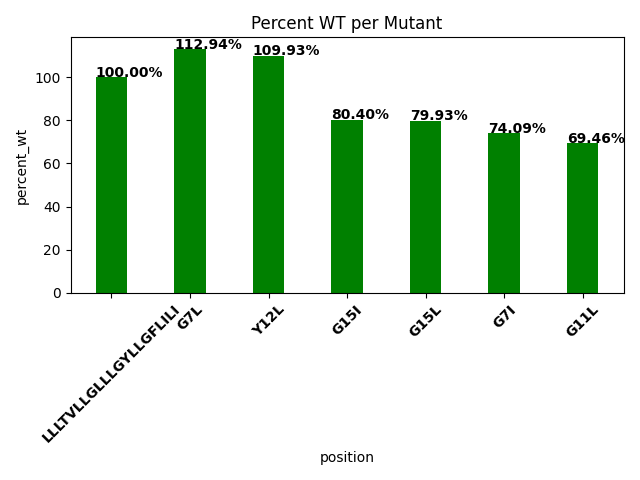 Percent WT per Mutant
percent_wt
100
80
60
40
20
0
100.00%
112.94%
109.93%
80.40%
79.93%
74.09%
69.46%
LLLTVLLGLLLGYLLGFLILI
G7L
Y12L
G15I
G15L
G7I
G11L
position